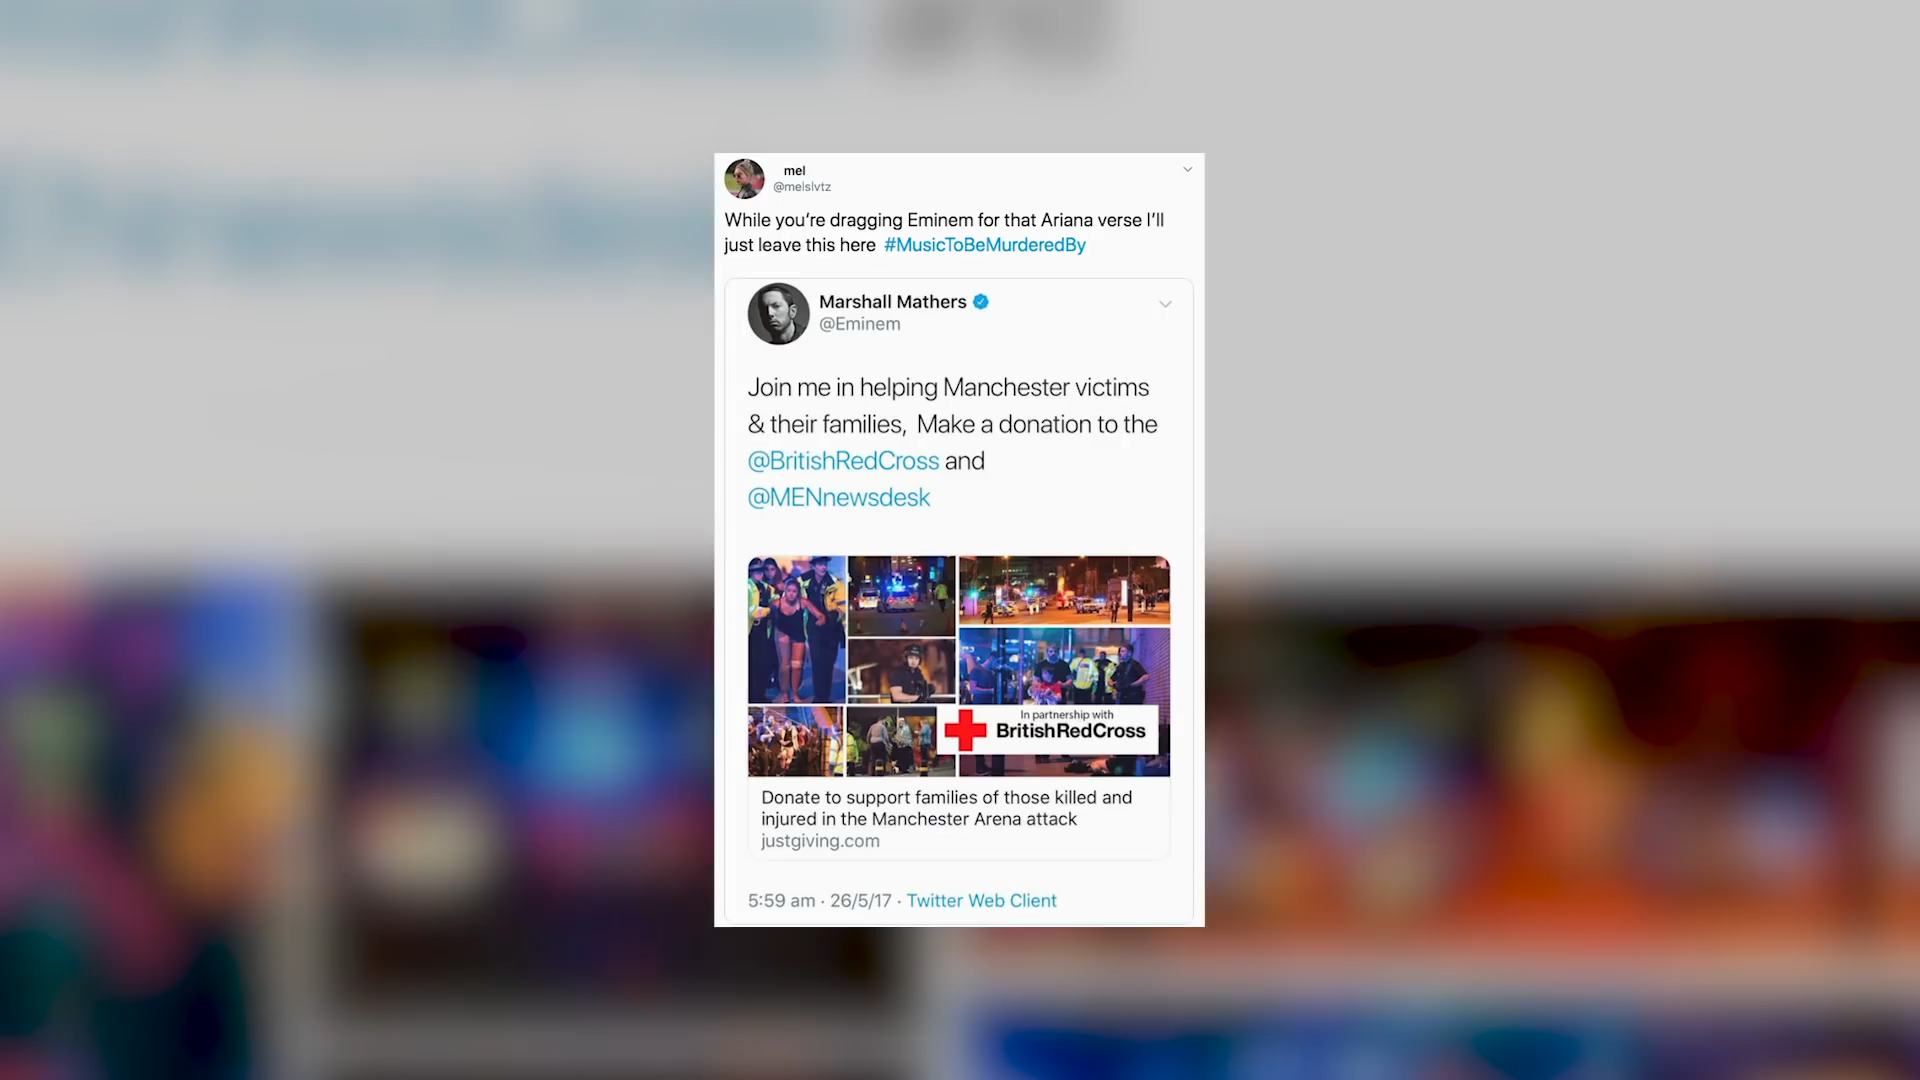 mel
@melslvtz
While you're dragging Eminem for that Ariana verse I'll
just leave this here #MusicToBeMurderedBy
Marshall Mathers
@Eminem
Join me in helping Manchester victims
& their families, Make a donation to the
@BritishRedCross and
@MENnewsdesk
In partnership with
BritishRedCross
Donate to support families of those killed and
injured in the Manchester Arena attack
justgiving.com
5:59 am · 26/5/17 · Twitter Web Client